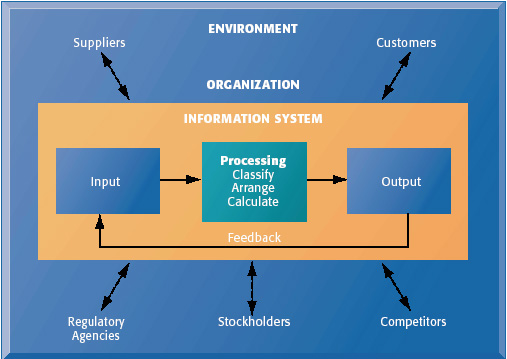 ENVIRONMENT
Suppliers
Customers
ORGANIZATION
INFORMATION SYSTEM
Input
Processing
Classify
Arrange
Calculate
Output
Feedback
Regulatory
Agencies
Stockholders
Competitors